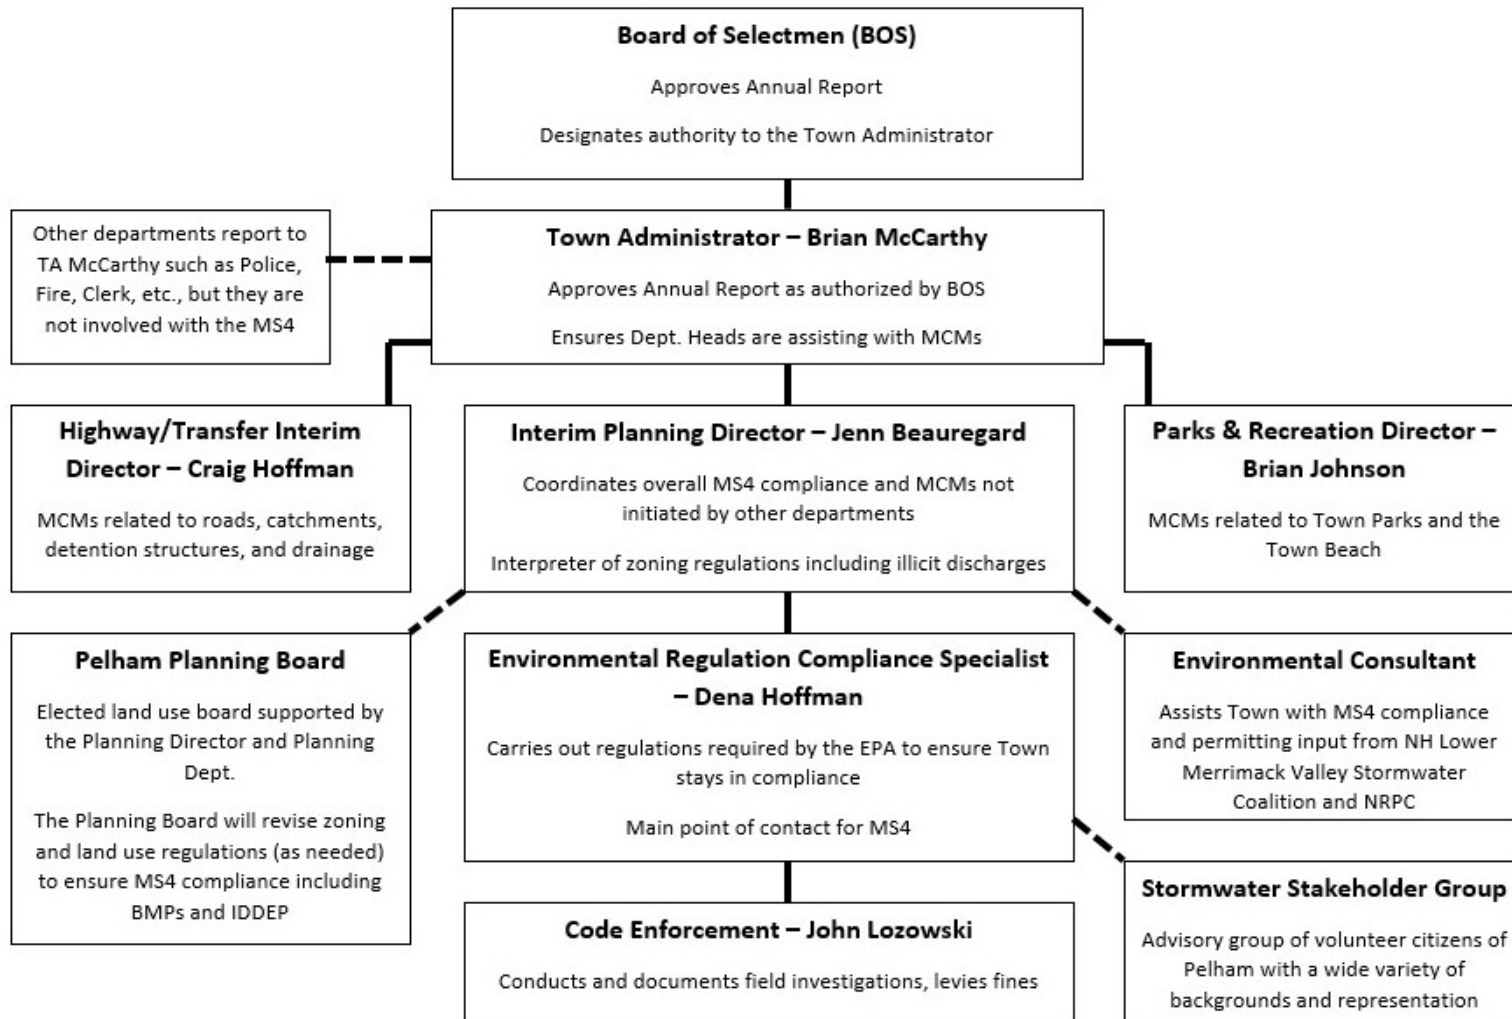 Board of Selectmen (BOS)
Approves Annual Report
Designates authority to the Town Administrator
Other departments report to
TA McCarthy such as Police,
Fire, Clerk, etc., but they are
not involved with the MS4
Town Administrator – Brian McCarthy
Approves Annual Report as authorized by BOS
Ensures Dept. Heads are assisting with MCMs
Highway/Transfer Interim
Director – Craig Hoffman
MCMs related to roads, catchments,
detention structures, and drainage
Interim Planning Director – Jenn Beauregard
Coordinates overall MS4 compliance and MCMs not
initiated by other departments
Interpreter of zoning regulations including illicit discharges
Parks & Recreation Director –
Brian Johnson
MCMs related to Town Parks and the
Town Beach
Pelham Planning Board
Elected land use board supported by
the Planning Director and Planning
Dept.
The Planning Board will revise zoning
and land use regulations (as needed)
to ensure MS4 compliance including
BMPs and IDDEP
Environmental Regulation Compliance Specialist
– Dena Hoffman
Carries out regulations required by the EPA to ensure Town
stays in compliance
Main point of contact for MS4
Environmental Consultant
Assists Town with MS4 compliance
and permitting input from NH Lower
Merrimack Valley Stormwater
Coalition and NRPC
Code Enforcement – John Lozowski
Conducts and documents field investigations, levies fines
Stormwater Stakeholder Group
Advisory group of volunteer citizens of
Pelham with a wide variety of
backgrounds and representation